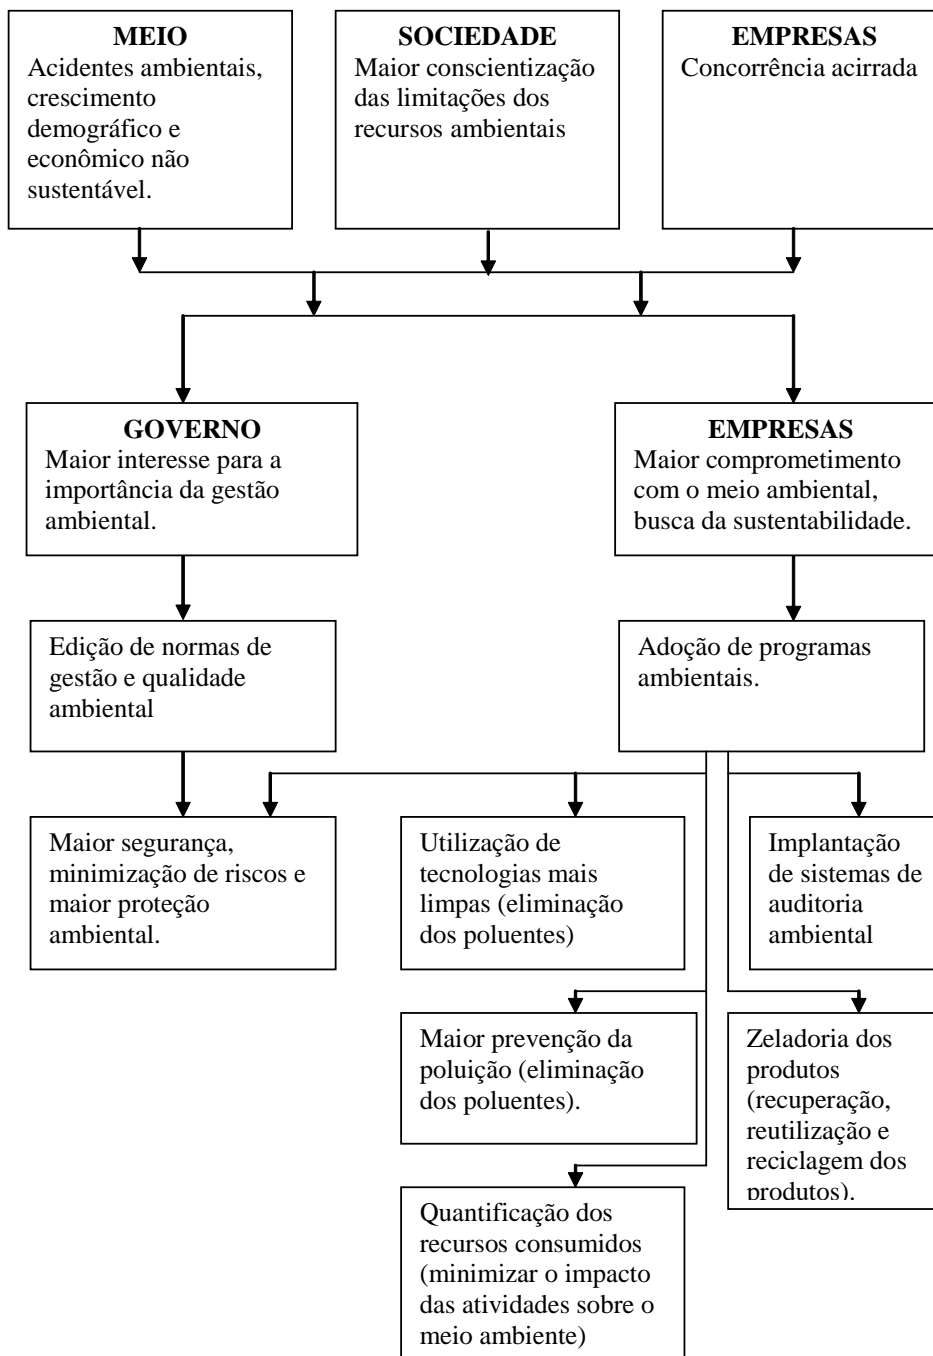 MEIO
Acidentes ambientais,
crescimento
demográfico e
econômico não
sustentável.
SOCIEDADE
Maior conscientização
das limitações dos
recursos ambientais
EMPRESAS
Concorrência acirrada
GOVERNO
Maior interesse para a
importância da gestão
ambiental.
EMPRESAS
Maior comprometimento
com o meio ambiental,
busca da sustentabilidade.
Edição de normas de
gestão e qualidade
ambiental
Adoção de programas
ambientais.
Maior segurança,
minimização de riscos e
maior proteção
ambiental.
Utilização de
tecnologias mais
limpas (eliminação
dos poluentes)
Implantação
de sistemas de
auditoria
ambiental
Maior prevenção da
poluição (eliminação
dos poluentes).
Zeladoria dos
produtos
(recuperação,
reutilização e
reciclagem dos
produtos).
Quantificação dos
recursos consumidos
(minimizar o impacto
das atividades sobre o
meio ambiente)